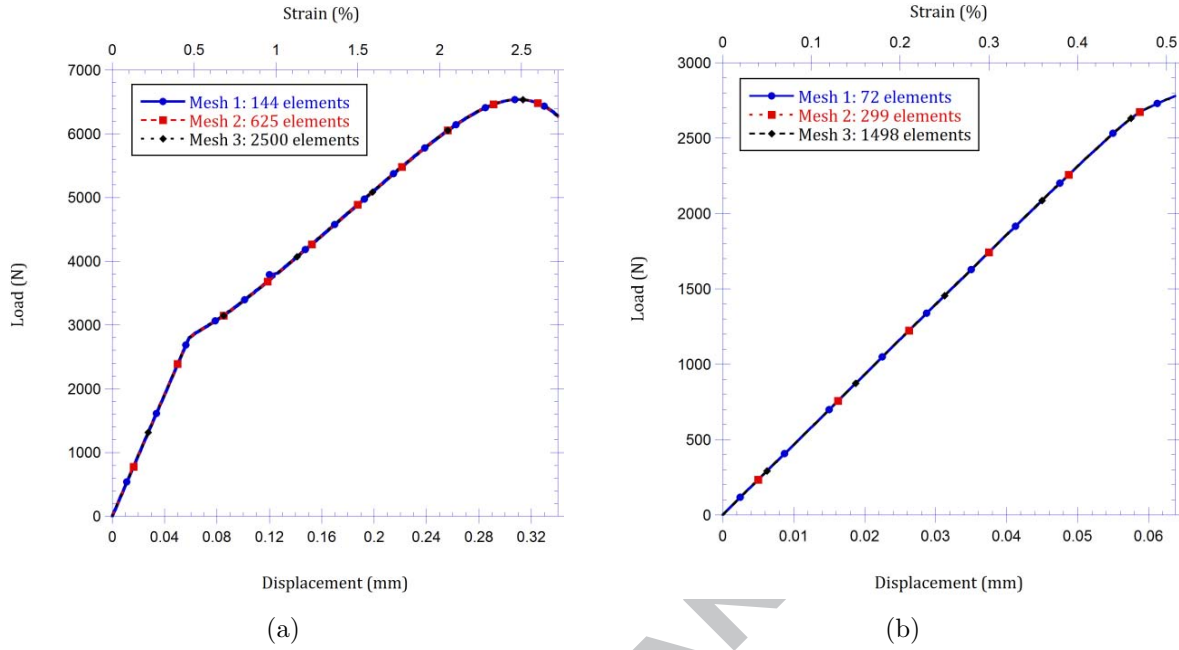 Strain (%)
0 0.5 1 1.5 2 2.5
7000
6000
5000
4000
3000
2000
1000
0
Load (N)
Mesh 1: 144 elements
Mesh 2: 625 elements
Mesh 3: 2500 elements
0 0.04 0.08 0.12 0.16 0.2 0.24 0.28 0.32
Displacement (mm)
(a)
Strain (%)
0 0.1 0.2 0.3 0.4 0.5
3000
2500
2000
1500
1000
500
0
Load (N)
Mesh 1: 72 elements
Mesh 2: 299 elements
Mesh 3: 1498 elements
0 0.01 0.02 0.03 0.04 0.05 0.06
Displacement (mm)
(b)